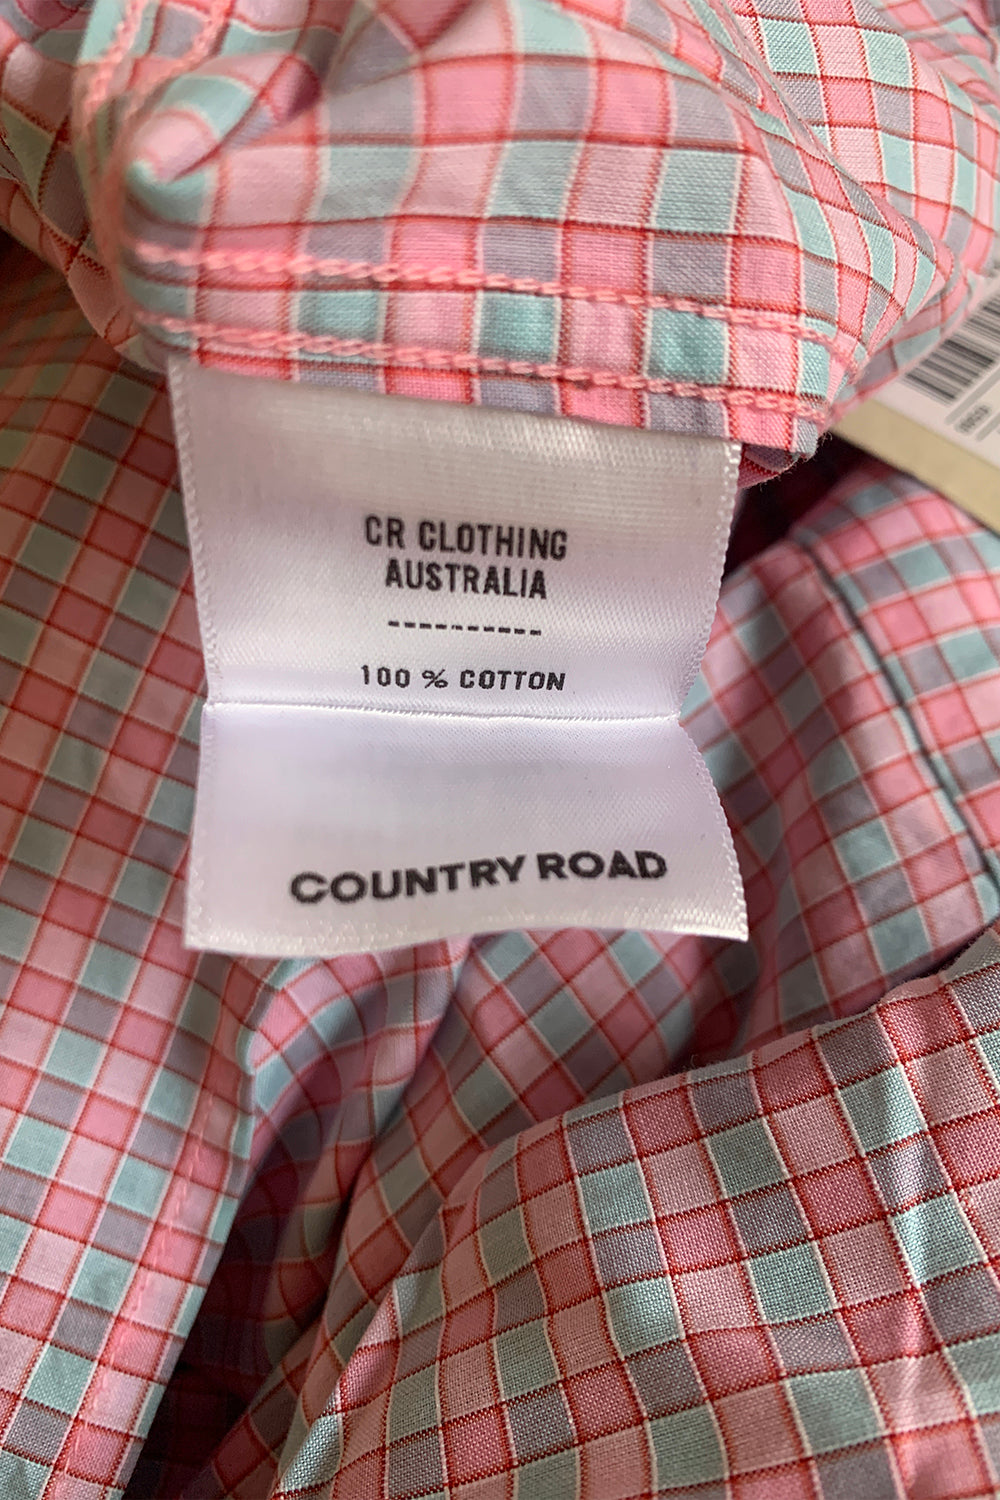 CR CLOTHING
AUSTRALIA
----------
100 % COTTON
COUNTRY ROAD